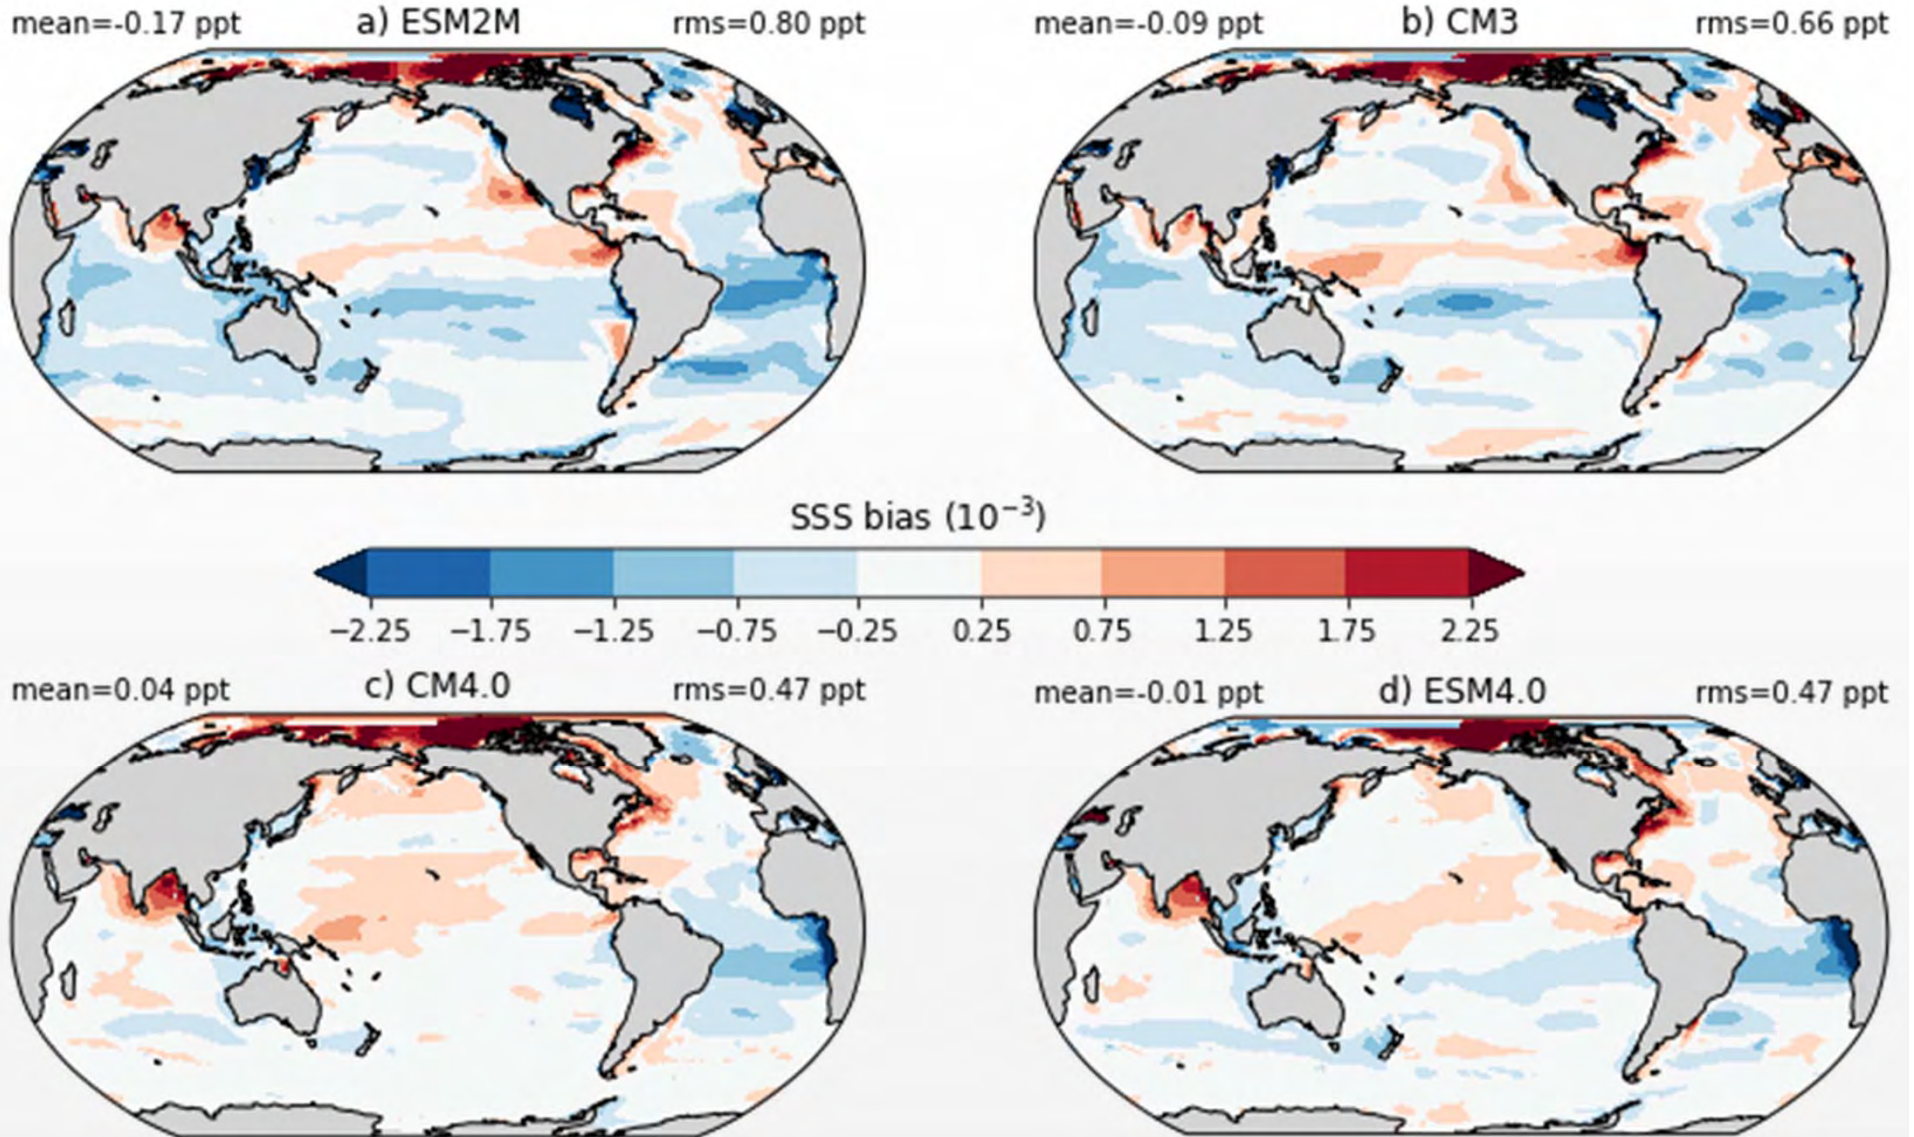 mean=-0.17 ppt a) ESM2M rms=0.80 ppt
mean=-0.09 ppt b) CM3 rms=0.66 ppt
SSS bias (10⁻³)
−2.25 −1.75 −1.25 −0.75 −0.25 0.25 0.75 1.25 1.75 2.25
mean=0.04 ppt c) CM4.0 rms=0.47 ppt
mean=-0.01 ppt d) ESM4.0 rms=0.47 ppt